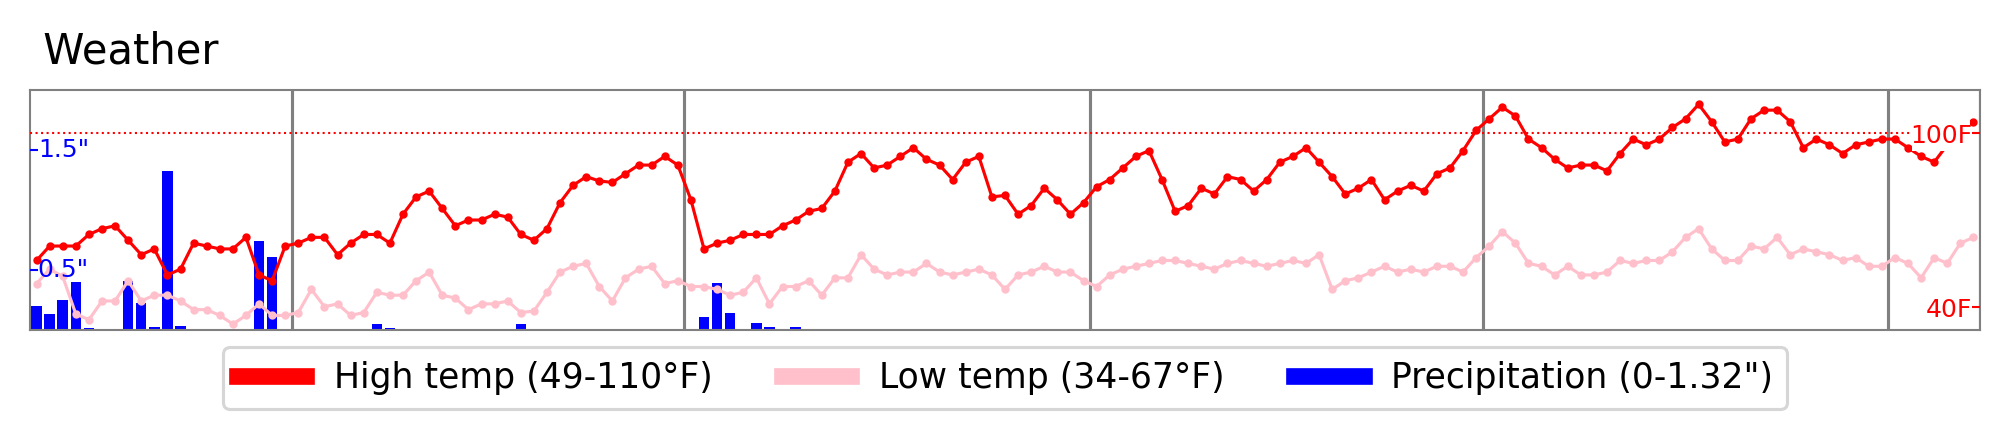 Weather
1.5"
100F
0.5"
40F
High temp (49-110°F)
Low temp (34-67°F)
Precipitation (0-1.32")